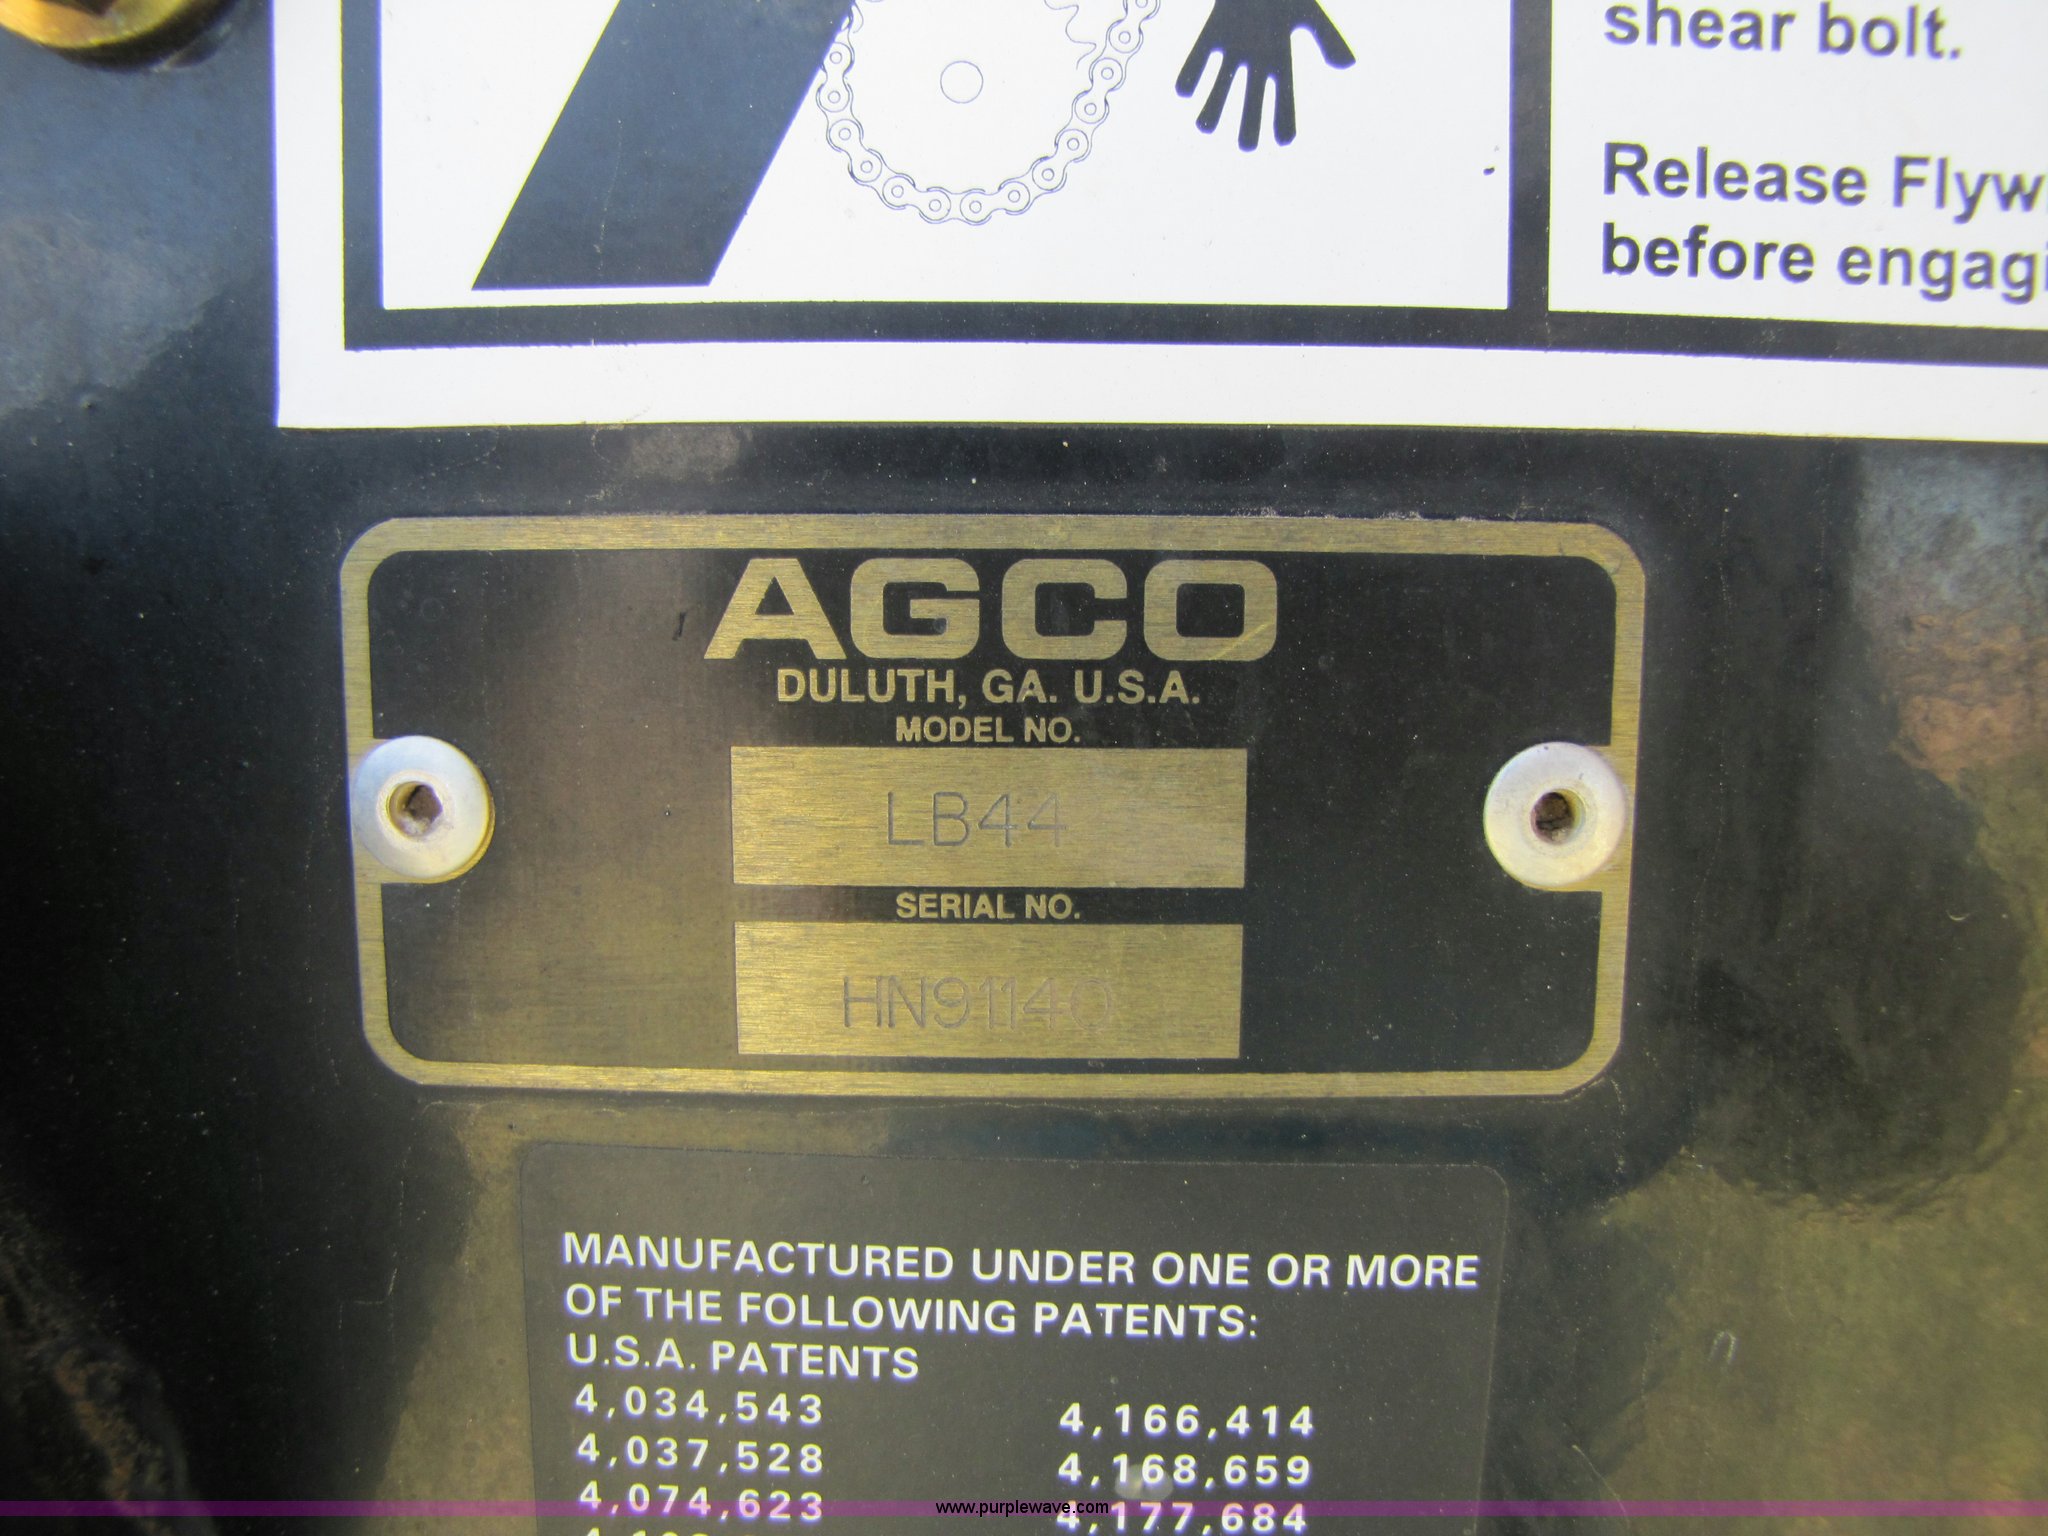 shear bolt.
Release
before
AGCO
DULUTH, GA. U.S.A.
MODEL NO.
LB44
SERIAL NO.
HN91140
MANUFACTURED UNDER ONE OR MORE
OF THE FOLLOWING PATENTS:
U.S.A. PATENTS
4,034,543 4,166,414
4,037,528 4,168,659
4,074,623 4,177,684
www.purplewave.com